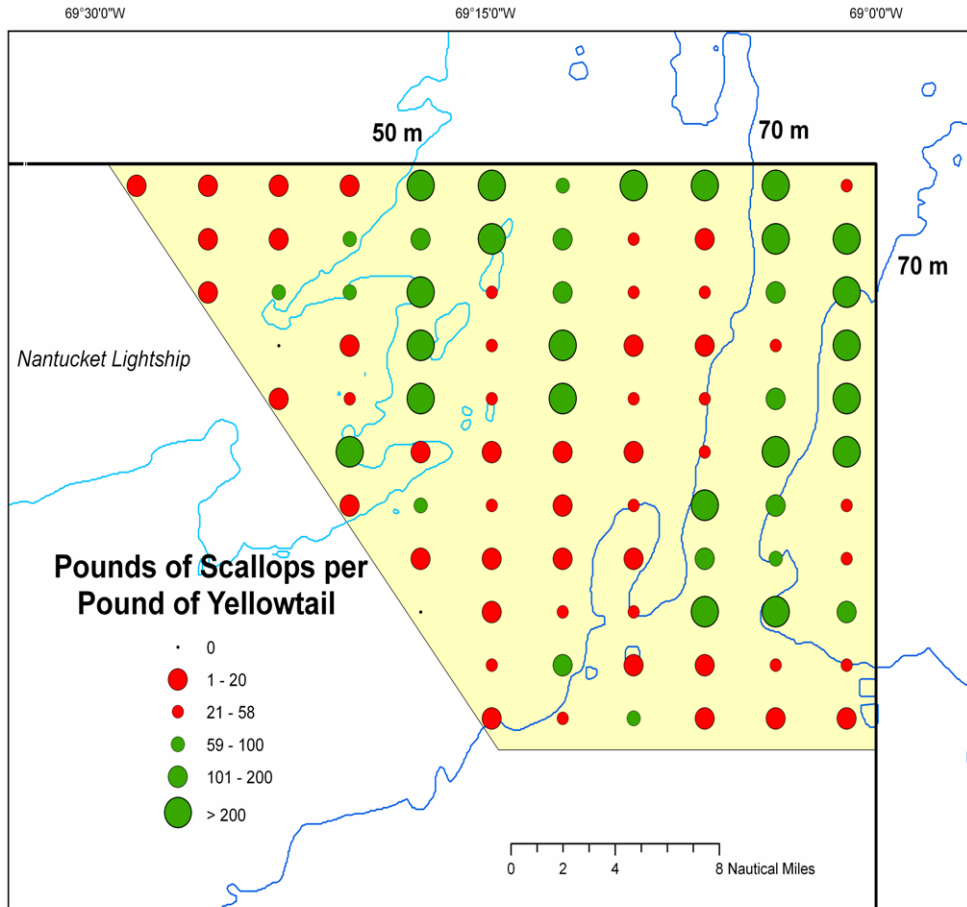 69°30'0"W 69°15'0"W 69°0'0"W
50 m
70 m
70 m
Nantucket Lightship
Pounds of Scallops per
Pound of Yellowtail
0
1 - 20
21 - 58
59 - 100
101 - 200
> 200
0 2 4 8 Nautical Miles